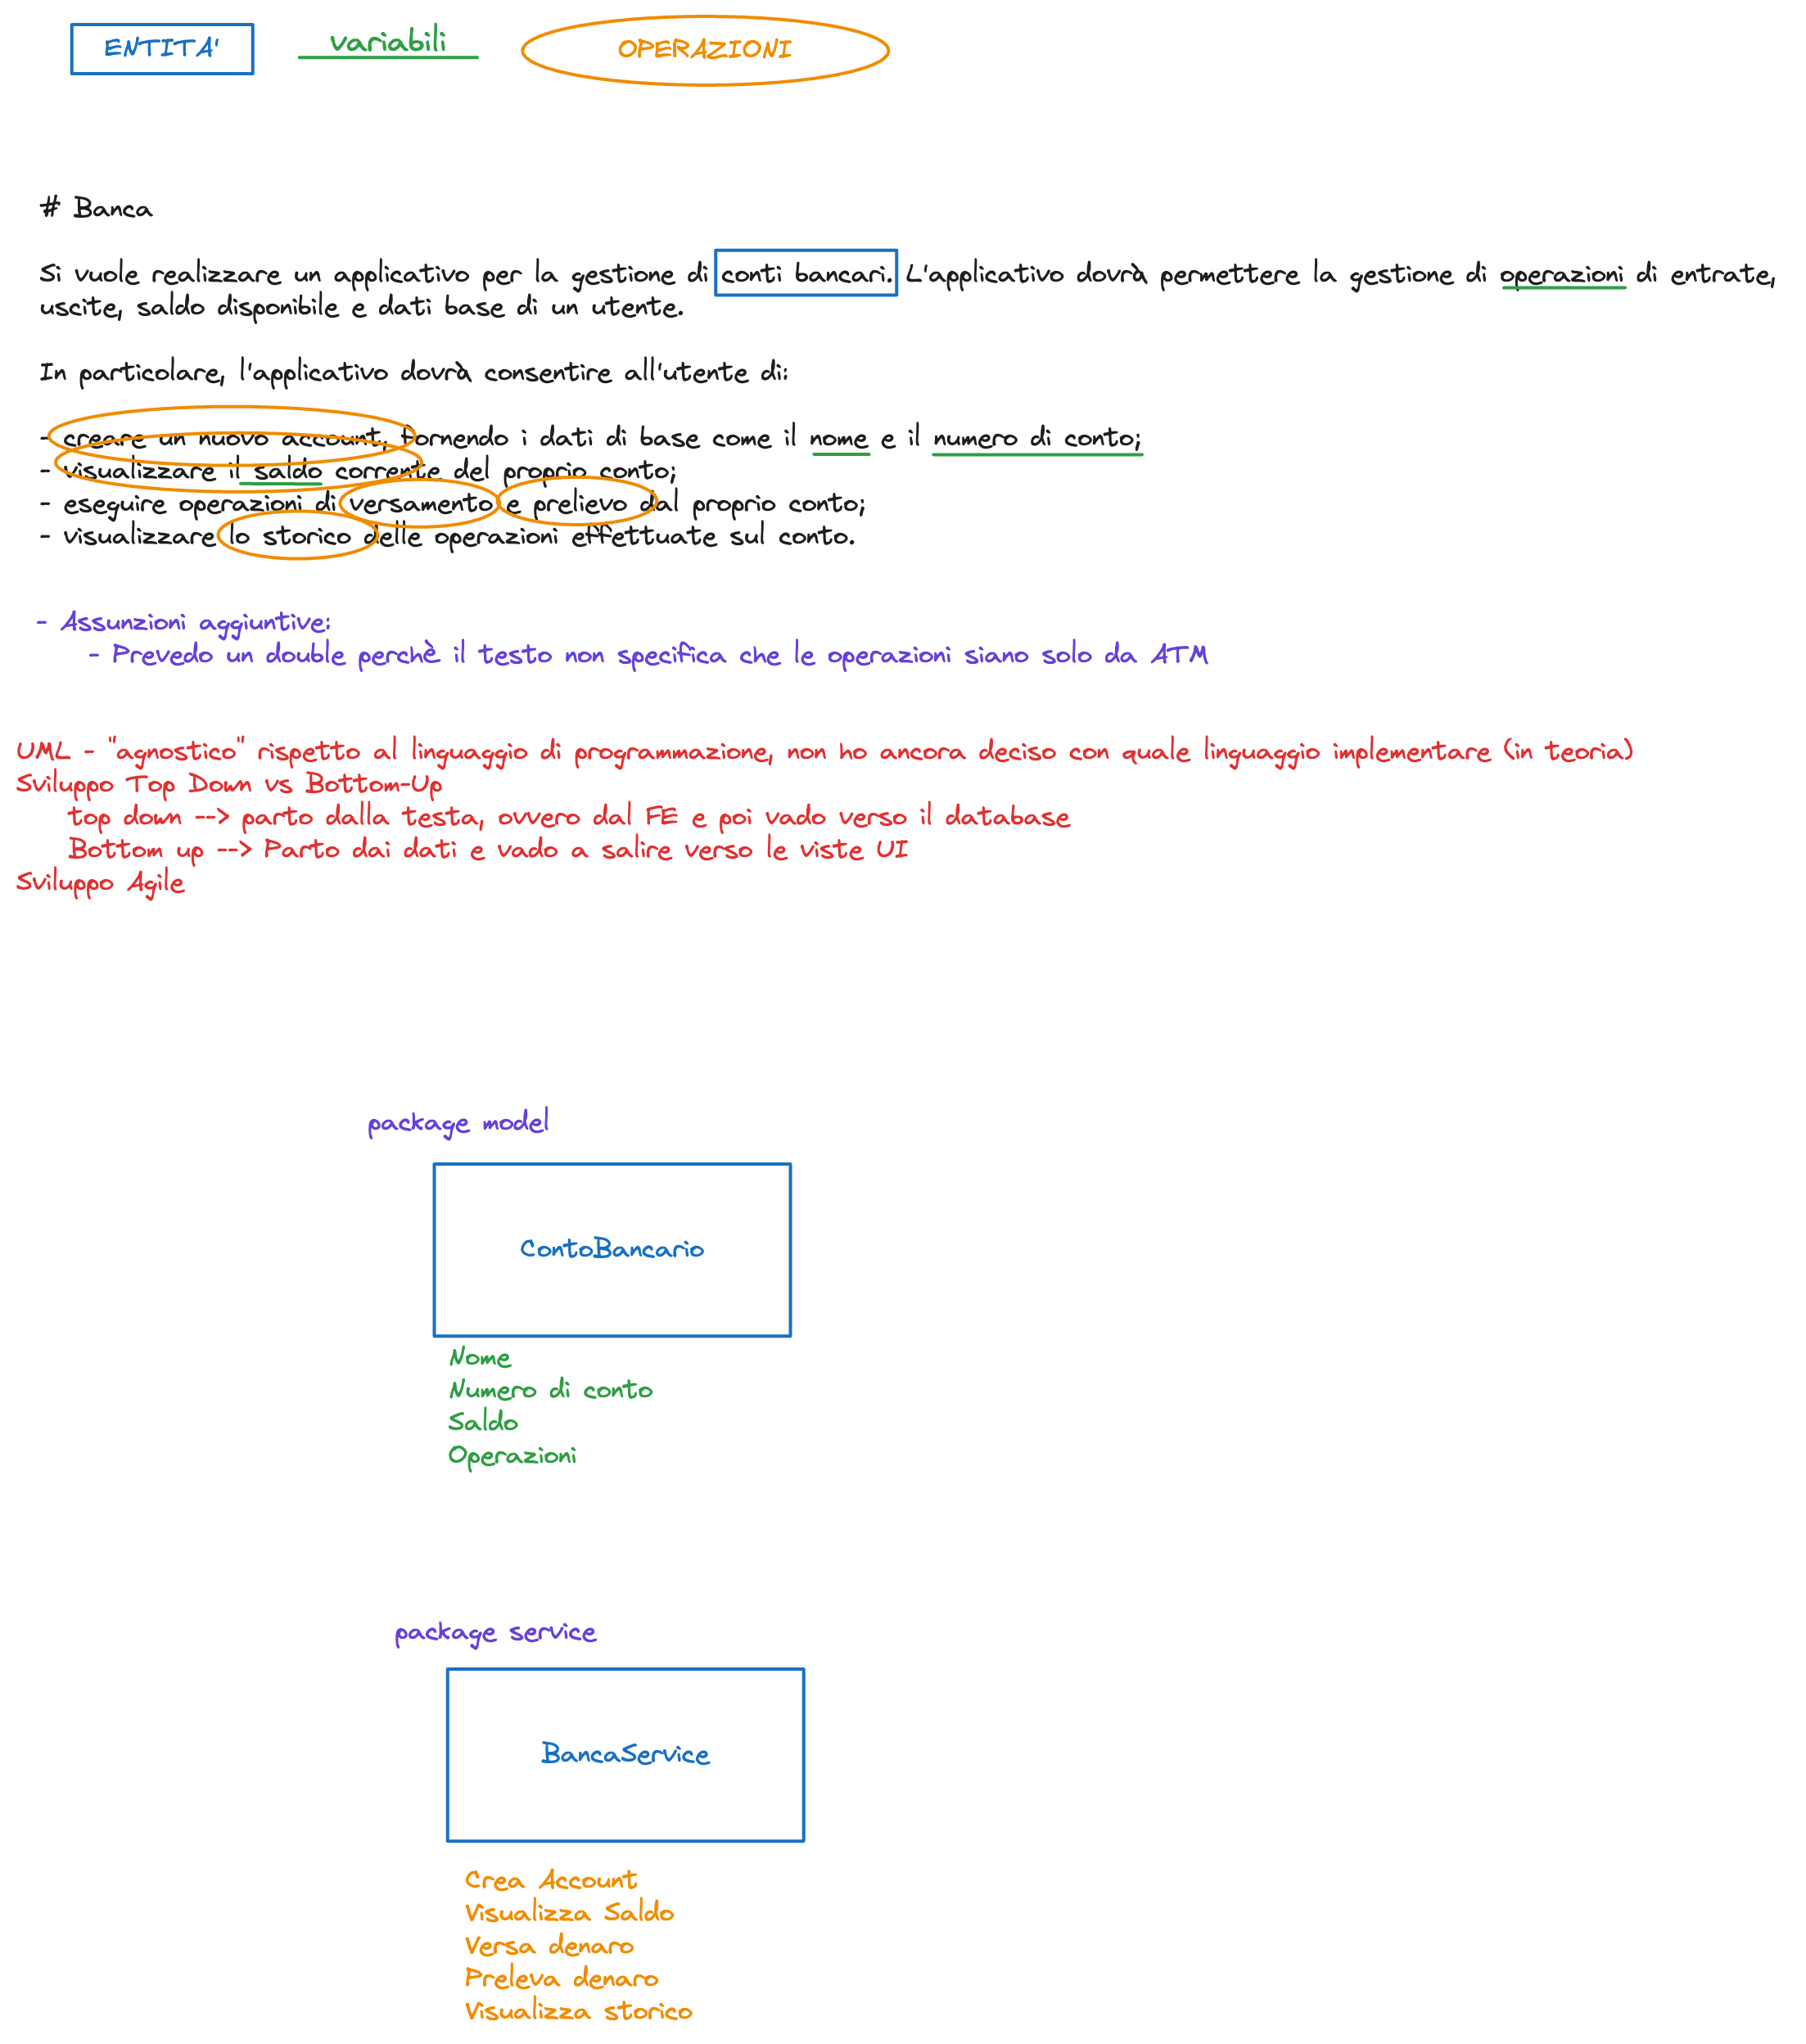 ENTITA'
variabili
OPERAZIONI
# Banca
Si vuole realizzare un applicativo per la gestione di conti bancari. L'applicativo dovrà permettere la gestione di operazioni di entrate,
uscite, saldo disponibile e dati base di un utente.
In particolare, l'applicativo dovrà consentire all'utente di:
- creare un nuovo account, fornendo i dati di base come il nome e il numero di conto;
- visualizzare il saldo corrente del proprio conto;
- eseguire operazioni di versamento e prelievo dal proprio conto;
- visualizzare lo storico delle operazioni effettuate sul conto.
- Assunzioni aggiuntive:
- Prevedo un double perchè il testo non specifica che le operazioni siano solo da ATM
UML - "agnostico" rispetto al linguaggio di programmazione, non ho ancora deciso con quale linguaggio implementare (in teoria)
Sviluppo Top Down vs Bottom-Up
top down --> parto dalla testa, ovvero dal FE e poi vado verso il database
Bottom up --> Parto dai dati e vado a salire verso le viste UI
Sviluppo Agile
package model
ContoBancario
Nome
Numero di conto
Saldo
Operazioni
package service
BancaService
Crea Account
Visualizza Saldo
Versa denaro
Preleva denaro
Visualizza storico